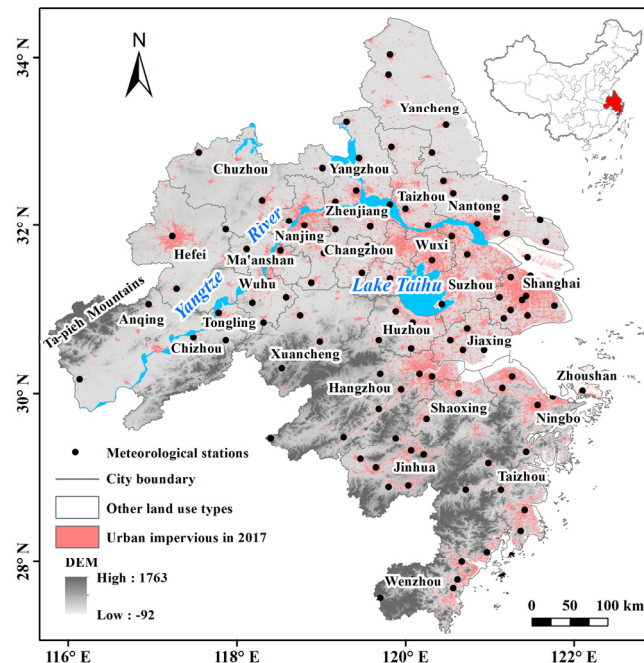 N
34° N
32° N
30° N
28° N
116° E
118° E
120° E
122° E
Yancheng
Chuzhou
Yangzhou
Taizhou
Zhenjiang
Nantong
River
Nanjing
Hefei
Changzhou
Wuxi
Ma'anshan
Ta-pieh Mountains
Yangtze
Wuhu
Lake Taihu
Suzhou
Shanghai
Anqing
Tongling
Huzhou
Jiaxing
Chizhou
Xuancheng
Zhoushan
Hangzhou
Shaoxing
Ningbo
Jinhua
Taizhou
Wenzhou
Meteorological stations
City boundary
Other land use types
Urban impervious in 2017
DEM
High : 1763
Low : -92
0 50 100 km